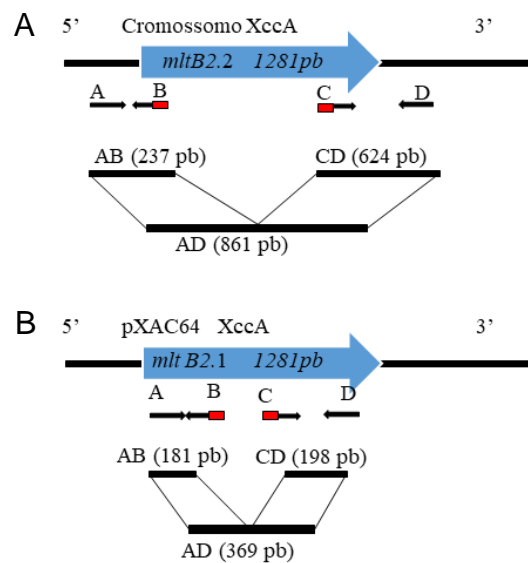 A
5’ Cromossomo XccA 3’
mltB2.2 1281pb
A B C D
AB (237 pb) CD (624 pb)
AD (861 pb)
B
5’ pXAC64 XccA 3’
mlt B2.1 1281pb
A B C D
AB (181 pb) CD (198 pb)
AD (369 pb)